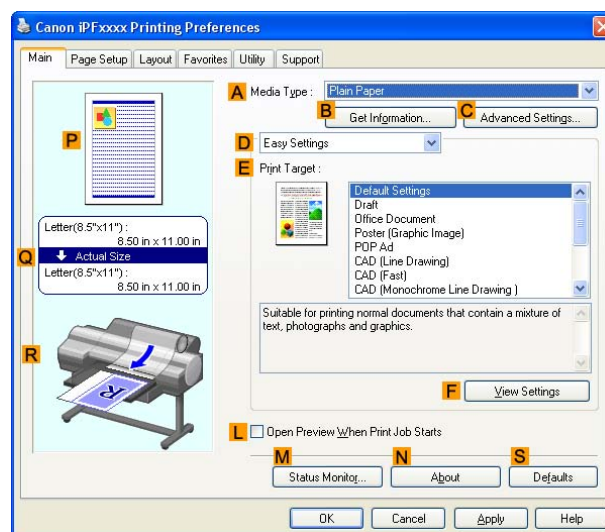 Canon iPFxxxx Printing Preferences
Main Page Setup Layout Favorites Utility Support
A Media Type : Plain Paper
B Get Information... C Advanced Settings...
D Easy Settings
E Print Target :
Default Settings
Draft
Office Document
Poster (Graphic Image)
POP Ad
CAD (Line Drawing)
CAD (Fast)
CAD (Monochrome Line Drawing )
Suitable for printing normal documents that contain a mixture of
text, photographs and graphics.
F View Settings
P
Letter(8.5"x11") :
8.50 in x 11.00 in
Q Actual Size
Letter(8.5"x11") :
8.50 in x 11.00 in
R
R
L Open Preview When Print Job Starts
M Status Monitor... N About S Defaults
OK Cancel Apply Help